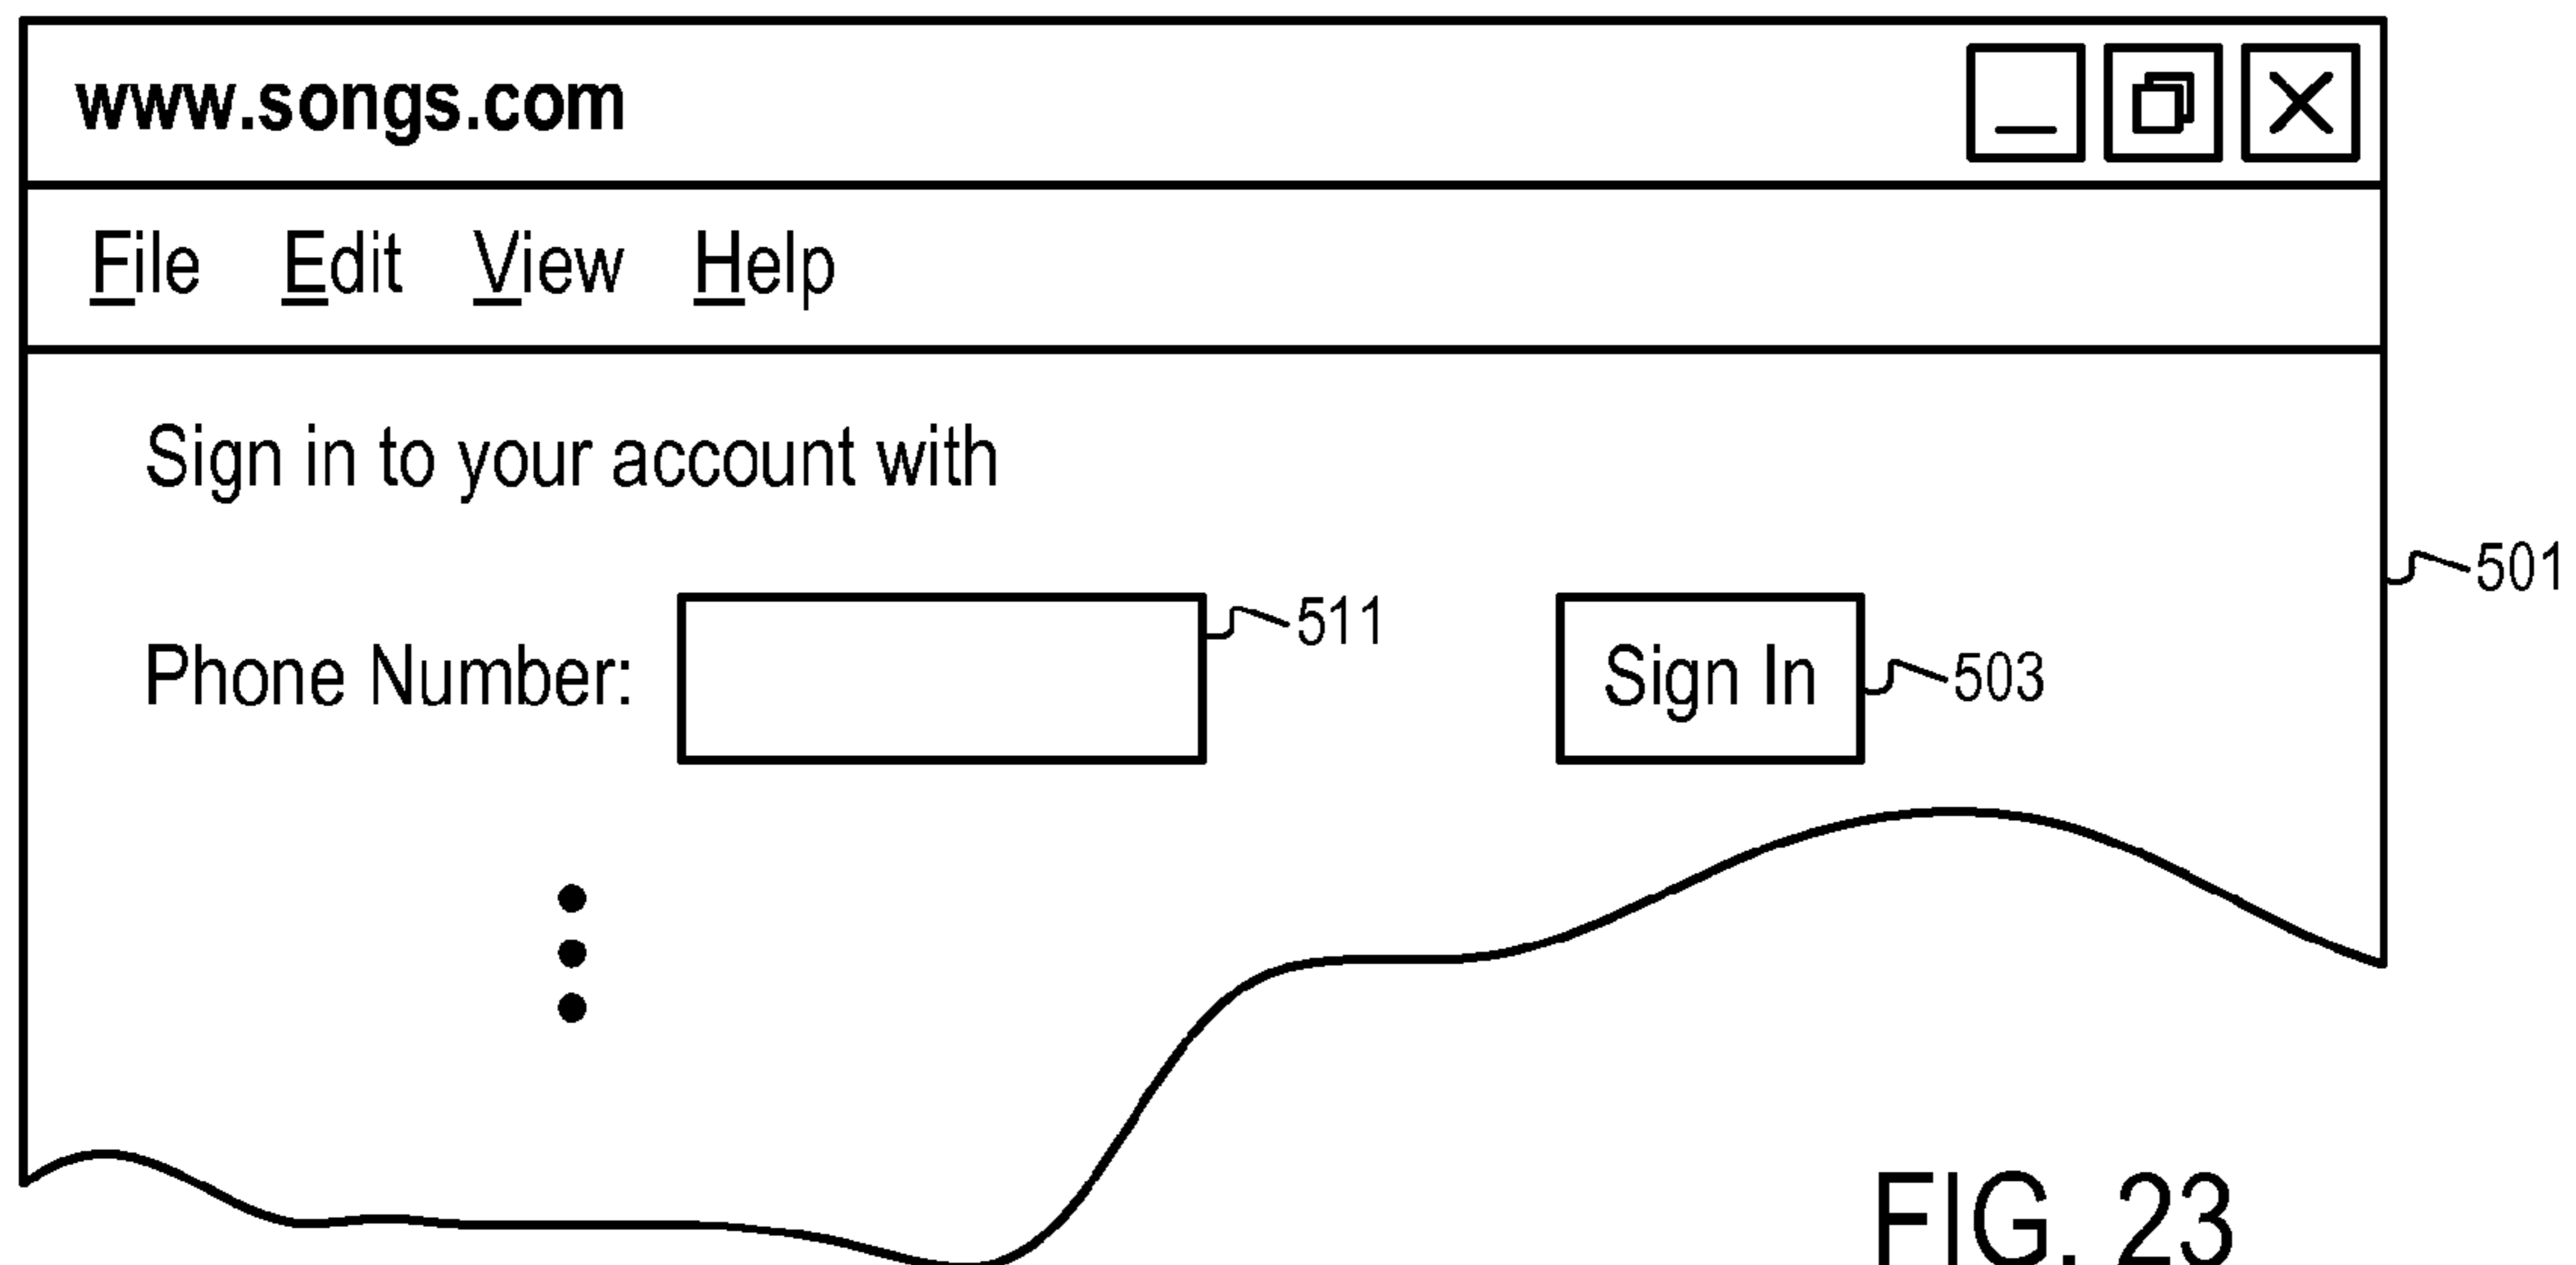 www.songs.com
File Edit View Help
Sign in to your account with
501
511
Phone Number: Sign In 503
FIG. 23